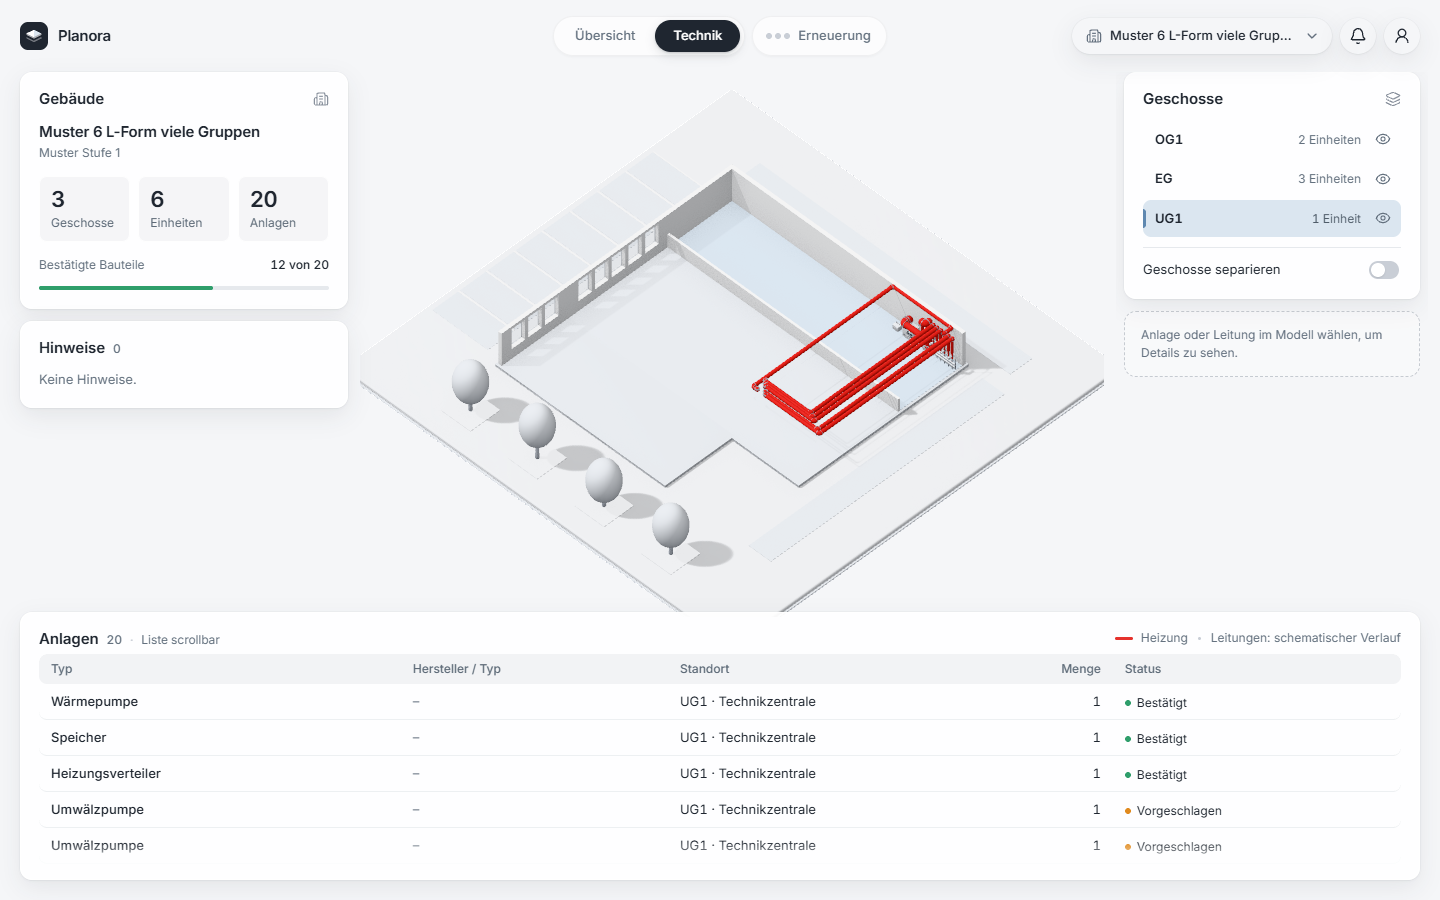 Planora
Übersicht
Technik
Erneuerung
Muster 6 L-Form viele Grup...
Gebäude
Muster 6 L-Form viele Gruppen
Muster Stufe 1
3
Geschosse
6
Einheiten
20
Anlagen
Bestätigte Bauteile
12 von 20
Hinweise 0
Keine Hinweise.
Geschosse
OG1 2 Einheiten
EG 3 Einheiten
UG1 1 Einheit
Geschosse separieren
Anlage oder Leitung im Modell wählen, um
Details zu sehen.
Anlagen 20 · Liste scrollbar
Heizung • Leitungen: schematischer Verlauf
Typ Hersteller / Typ Standort Menge Status
Wärmepumpe – UG1 · Technikzentrale 1 Bestätigt
Speicher – UG1 · Technikzentrale 1 Bestätigt
Heizungsverteiler – UG1 · Technikzentrale 1 Bestätigt
Umwälzpumpe – UG1 · Technikzentrale 1 Vorgeschlagen
Umwälzpumpe – UG1 · Technikzentrale 1 Vorgeschlagen